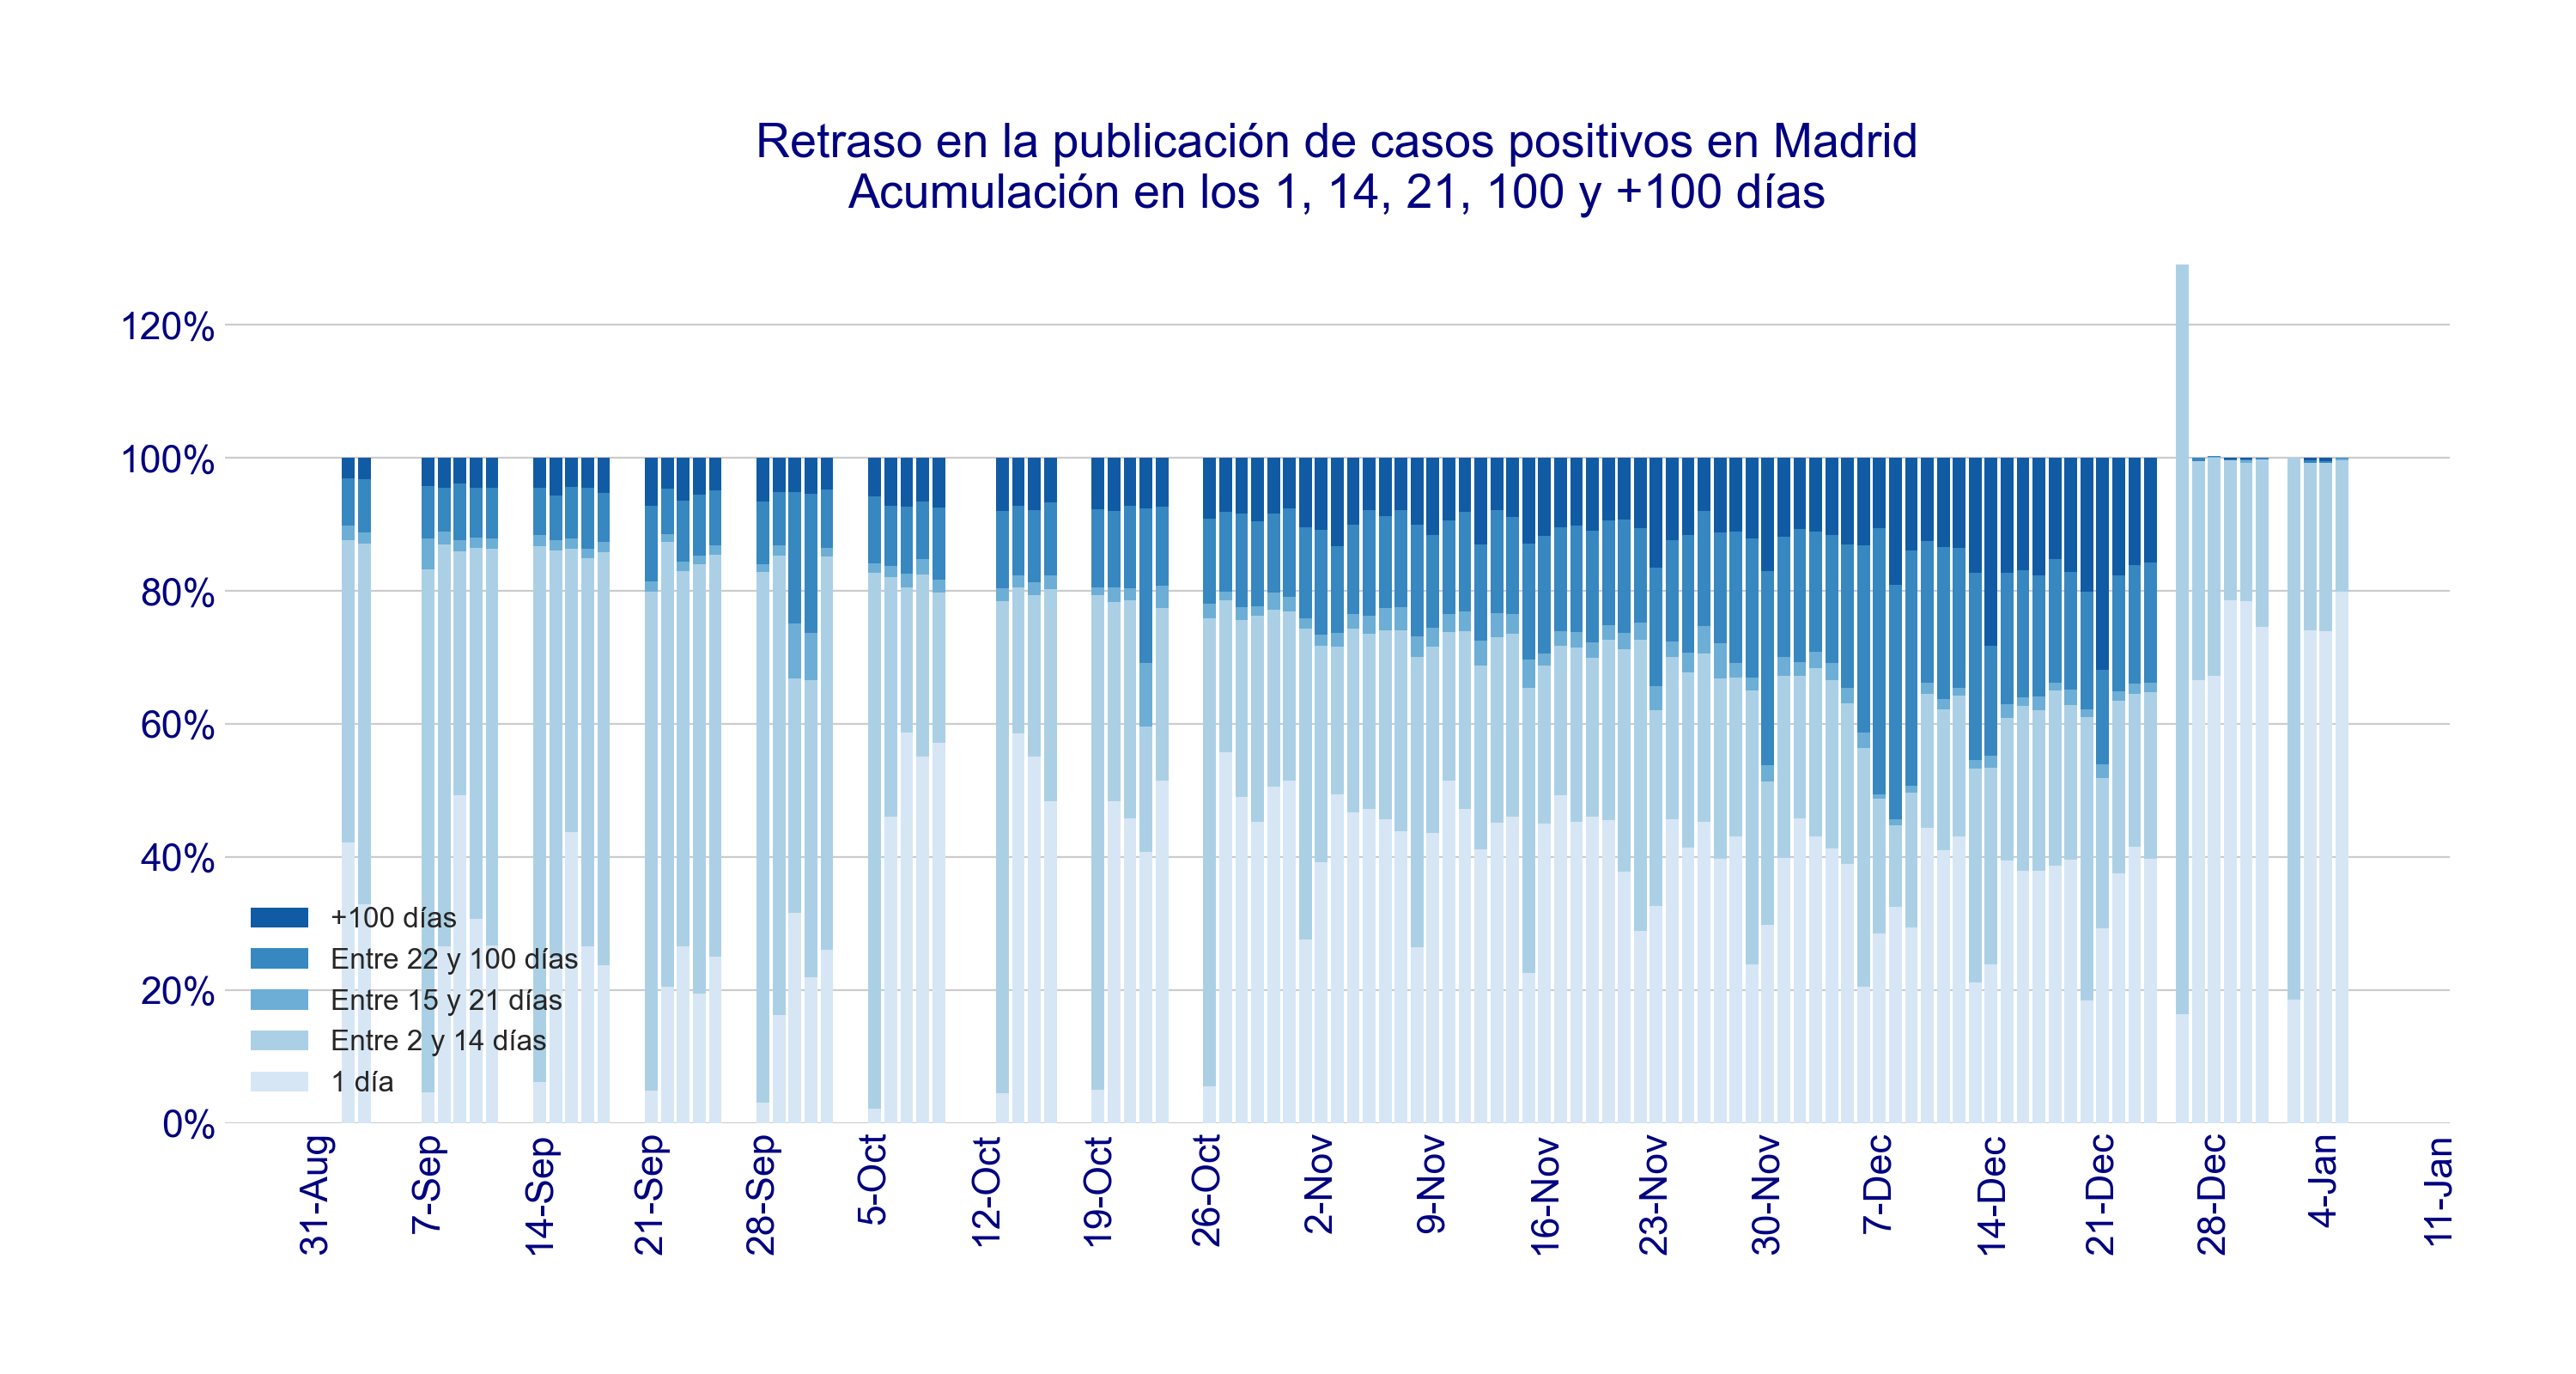 Retraso en la publicación de casos positivos en Madrid
Acumulación en los 1, 14, 21, 100 y +100 días
120%
100%
80%
60%
40%
20%
0%
+100 días
Entre 22 y 100 días
Entre 15 y 21 días
Entre 2 y 14 días
1 día
31-Aug
7-Sep
14-Sep
21-Sep
28-Sep
5-Oct
12-Oct
19-Oct
26-Oct
2-Nov
9-Nov
16-Nov
23-Nov
30-Nov
7-Dec
14-Dec
21-Dec
28-Dec
4-Jan
11-Jan